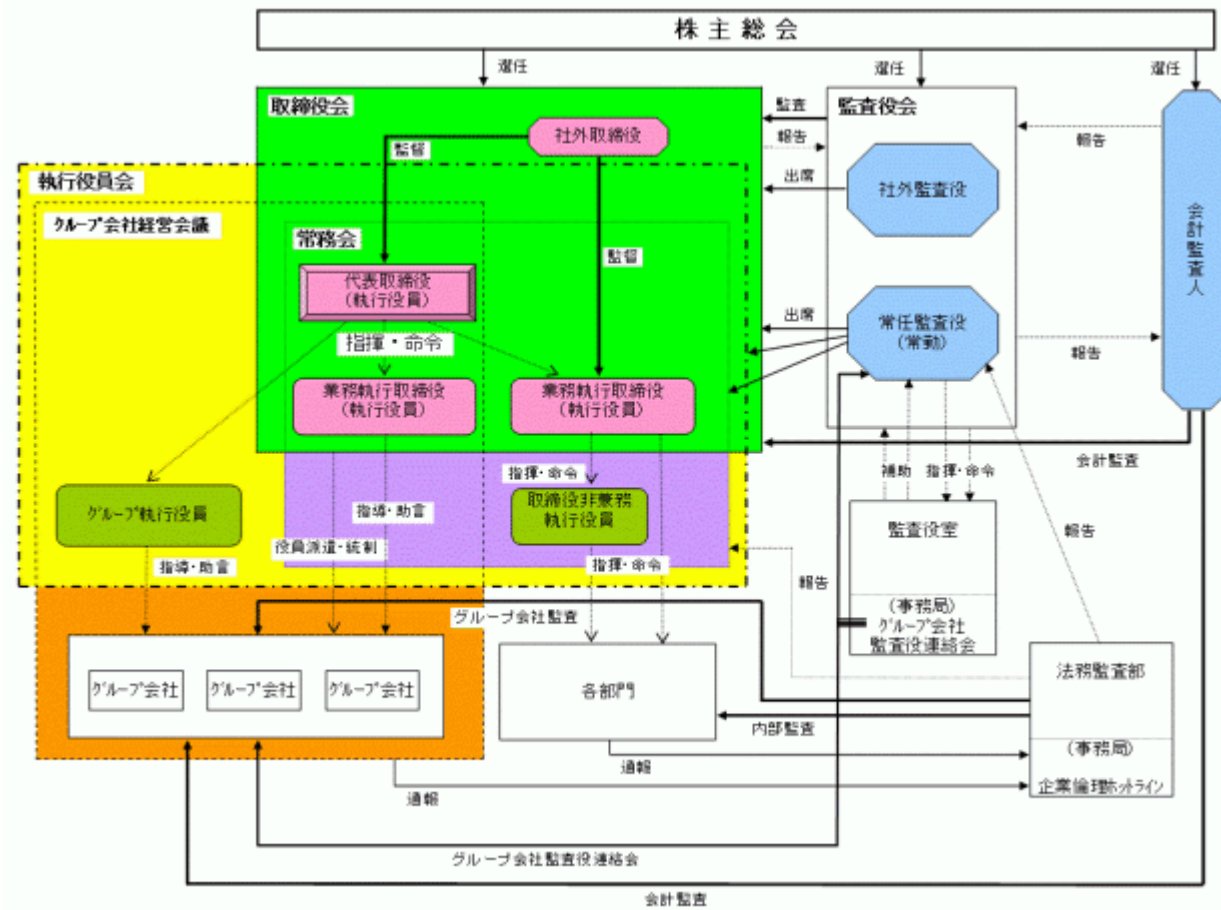 株主総会
選任
選任
選任
取締役会
監査
監査役会
社外取締役
報告
報告
監督
執行役員会
出席
社外監査役
グループ会社経営会議
会計監査人
常務会
監督
代表取締役
(執行役員)
出席
常任監査役
(常勤)
指揮・命令
報告
業務執行取締役
(執行役員)
業務執行取締役
(執行役員)
会計監査
指揮・命令
補助
指揮・命令
グループ執行役員
取締役非兼務
執行役員
指導・助言
監査役室
報告
役員派遣・統制
指導・助言
指揮・命令
報告
(事務局)
グループ会社
監査役連絡会
グループ会社監査
法務監査部
グループ会社
グループ会社
グループ会社
各部門
内部監査
(事務局)
通報
企業倫理ホットライン
通報
グループ会社監査役連絡会
会計監査